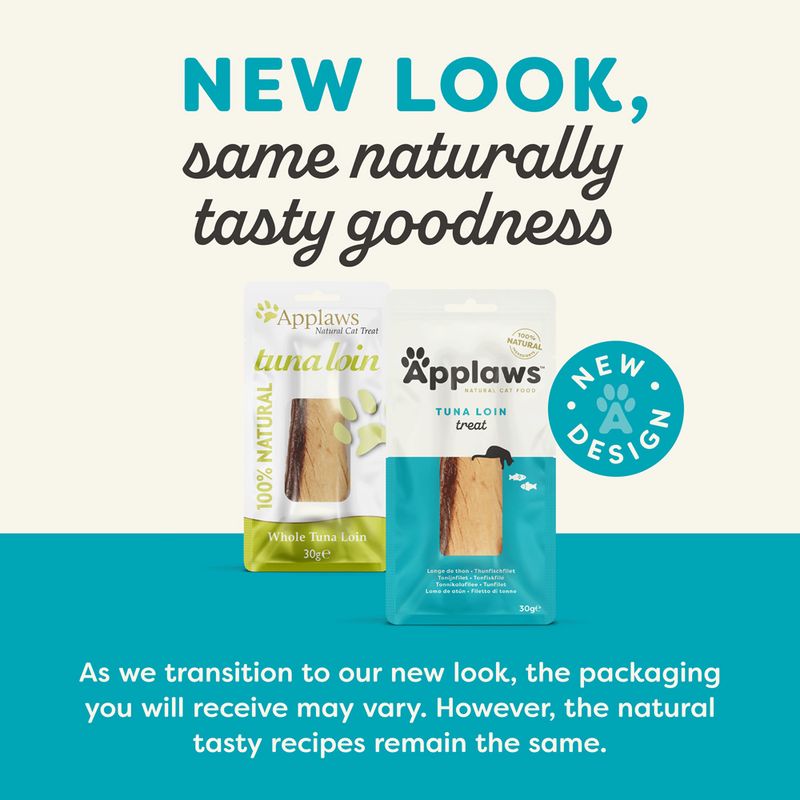 NEW LOOK,
same naturally
tasty goodness
Applaws
Natural Cat Treat
tuna loin
100% NATURAL
Whole Tuna Loin
30g℮
100%
NATURAL
Applaws™
NATURAL CAT FOOD
TUNA LOIN
treat
Longe de thon • Thunfischfilet
Tonijnfilet • Tonfiskfilé
Tonnikalafilee • Tunfilet
Lomo de atún • Filetto di tonno
30g℮
• NEW •
A
DESIGN
As we transition to our new look, the packaging
you will receive may vary. However, the natural
tasty recipes remain the same.